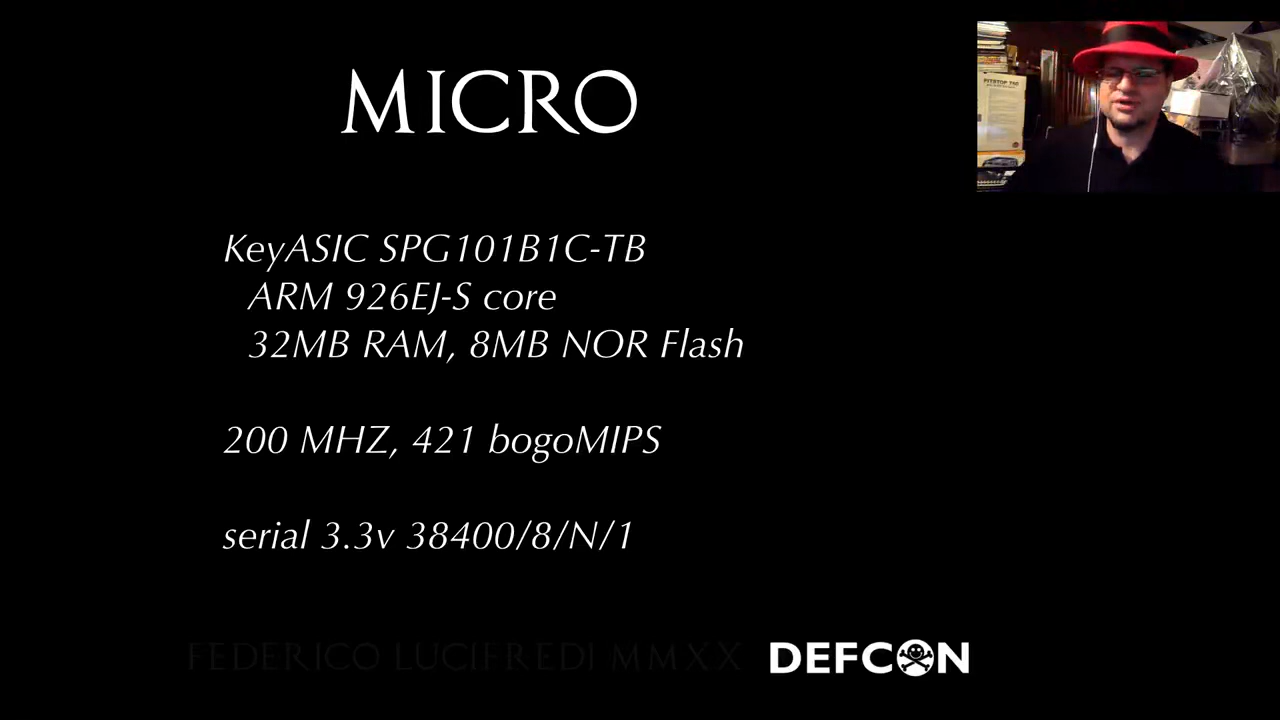 MICRO
KeyASIC SPG101B1C-TB
ARM 926EJ-S core
32MB RAM, 8MB NOR Flash
200 MHZ, 421 bogoMIPS
serial 3.3v 38400/8/N/1
FEDERICO LUCIFREDI MMXX
DEFCON